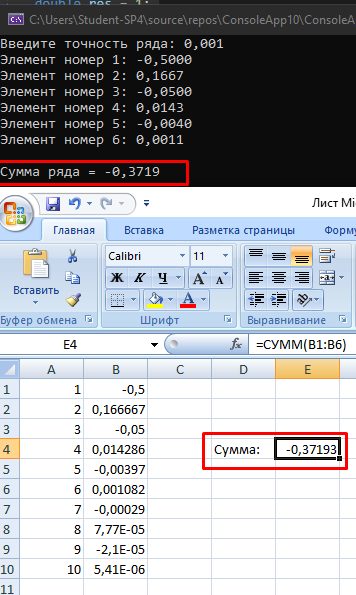 double res = 1;
C:\Users\Student-SP4\source\repos\ConsoleApp10\ConsoleA
Введите точность ряда: 0,001
Элемент номер 1: -0,5000
Элемент номер 2: 0,1667
Элемент номер 3: -0,0500
Элемент номер 4: 0,0143
Элемент номер 5: -0,0040
Элемент номер 6: 0,0011
Сумма ряда = -0,3719
Лист Mi
Главная Вставка Разметка страницы Форму
Вставить
Calibri 11
Ж К Ч A A
Буфер обмена Шрифт Выравнивание
E4 fx =СУММ(B1:B6)
A B C D E
1 1 -0,5
2 2 0,166667
3 3 -0,05
4 4 0,014286 Сумма: -0,37193
5 5 -0,00397
6 6 0,001082
7 7 -0,00029
8 8 7,77E-05
9 9 -2,1E-05
10 10 5,41E-06
11